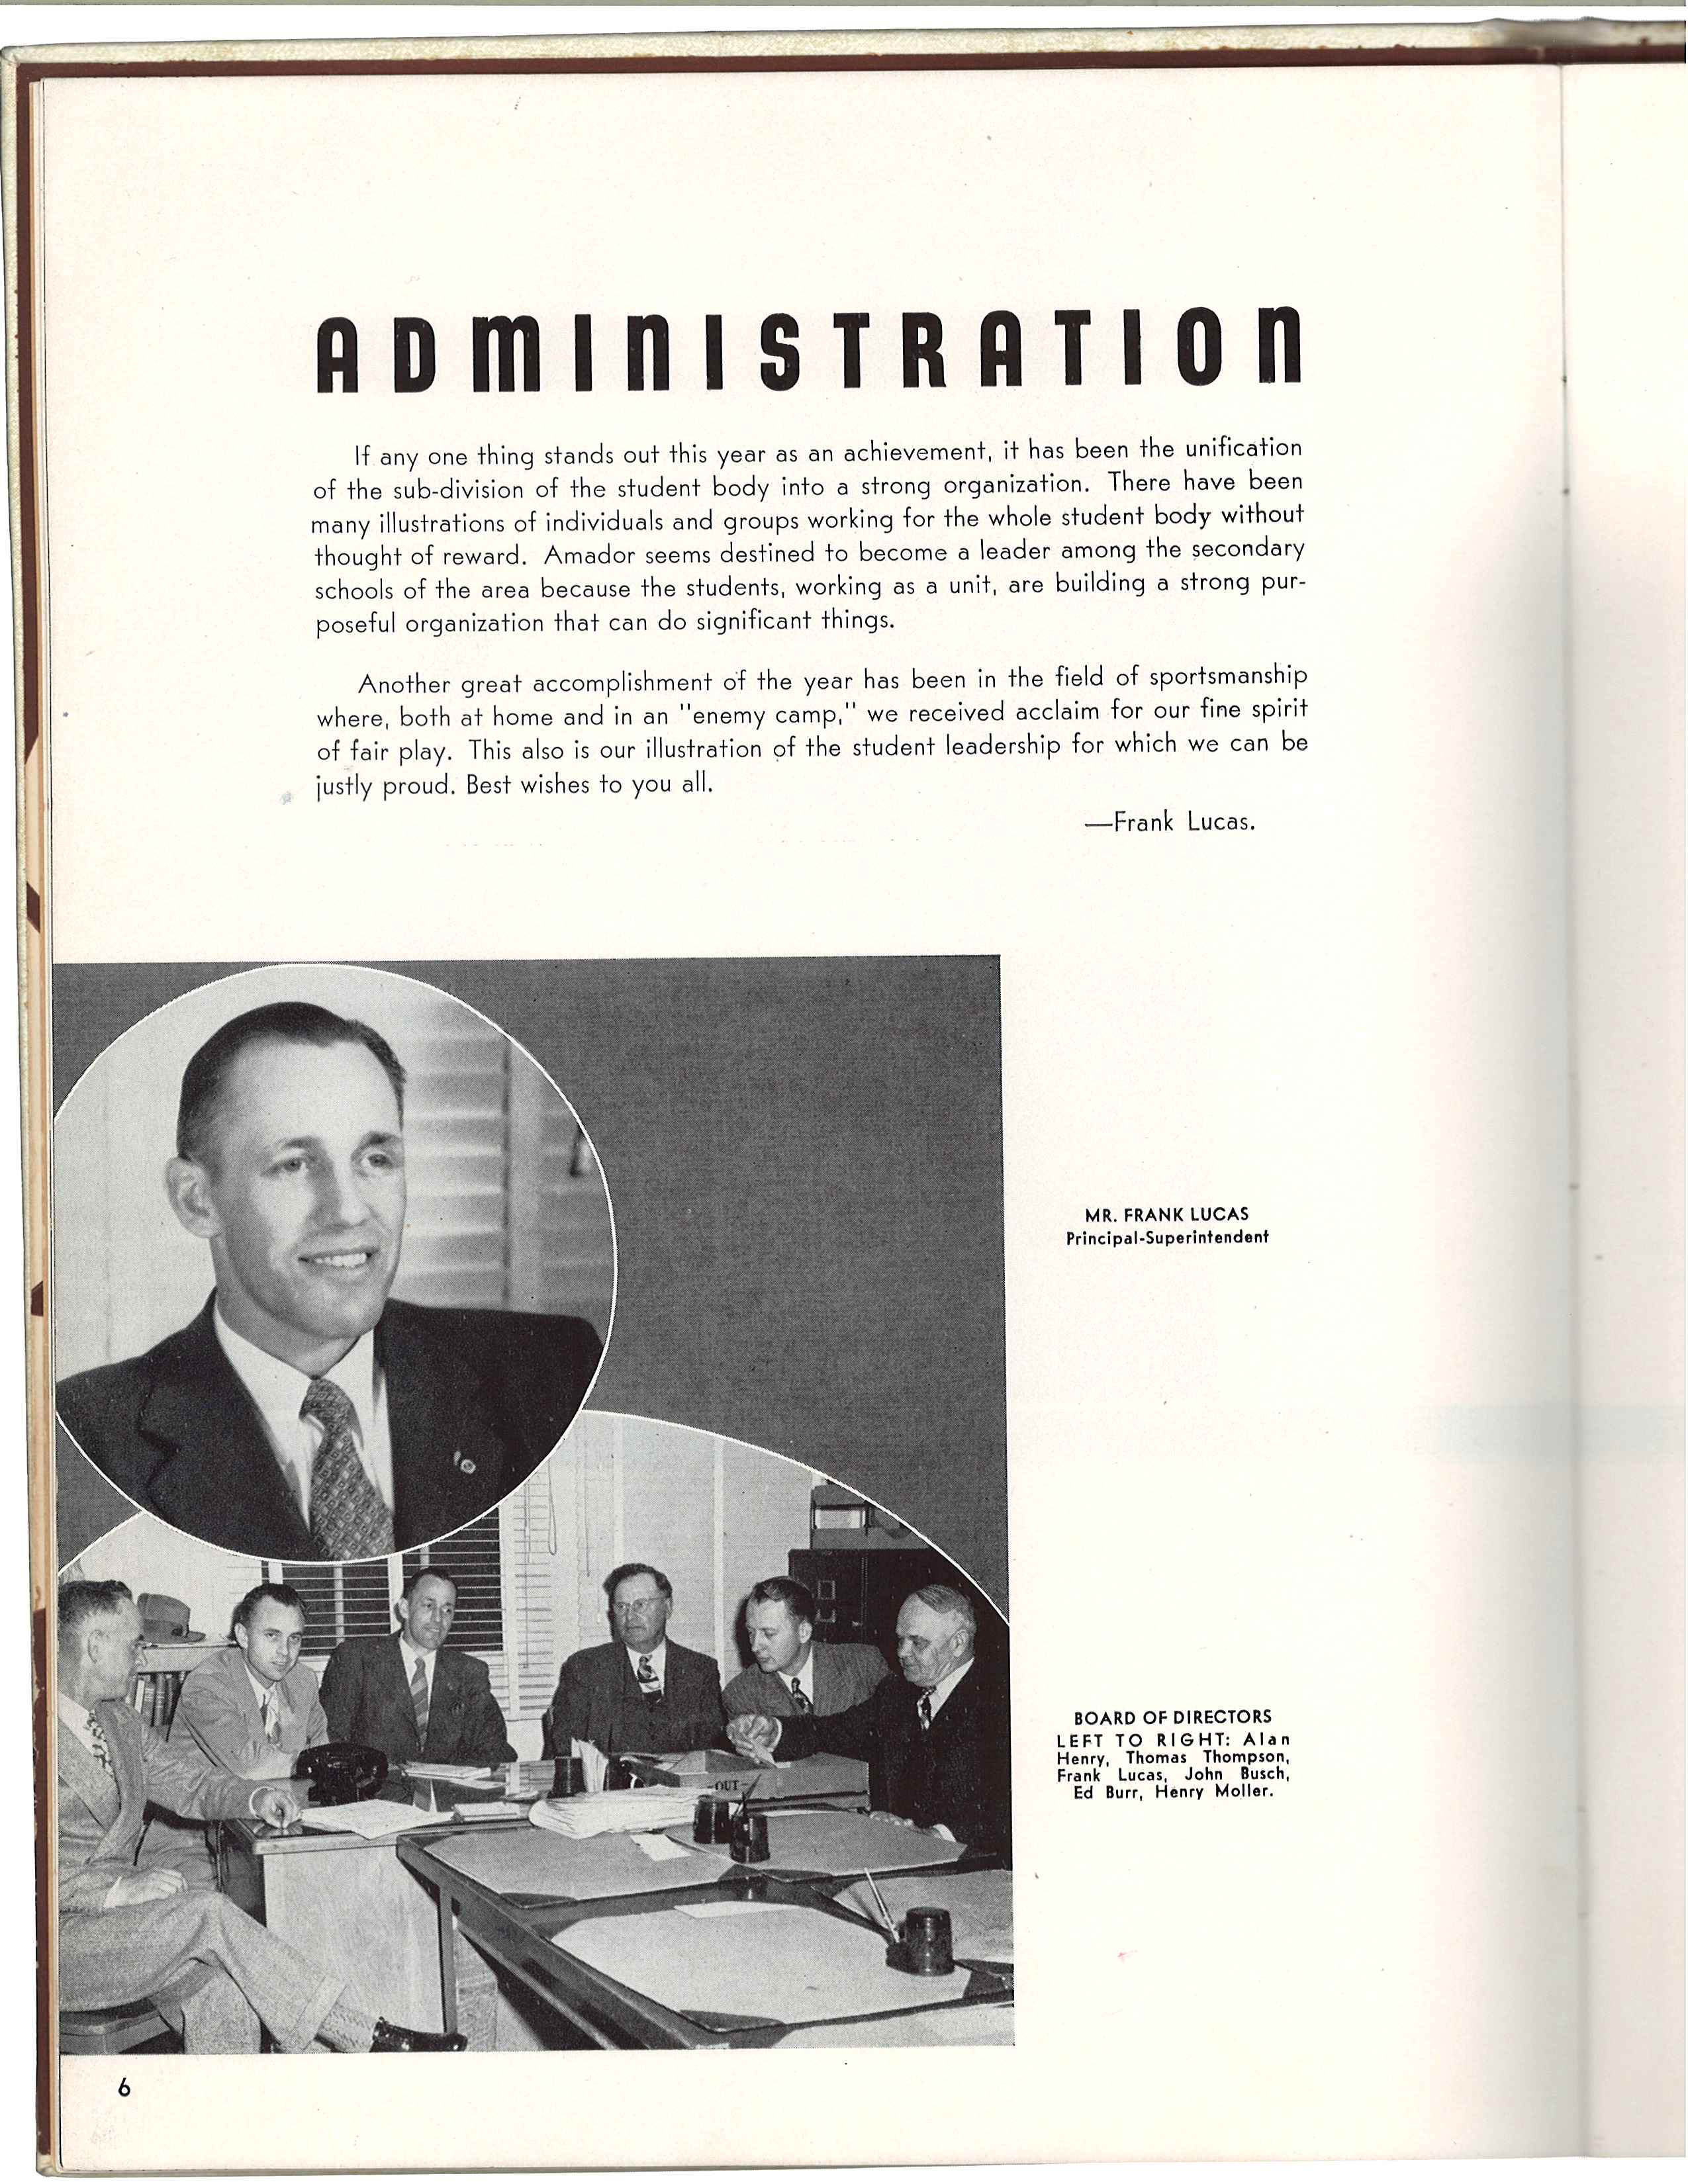 ADMINISTRATION
If any one thing stands out this year as an achievement, it has been the unification
of the sub-division of the student body into a strong organization. There have been
many illustrations of individuals and groups working for the whole student body without
thought of reward. Amador seems destined to become a leader among the secondary
schools of the area because the students, working as a unit, are building a strong pur-
poseful organization that can do significant things.
Another great accomplishment of the year has been in the field of sportsmanship
where, both at home and in an "enemy camp," we received acclaim for our fine spirit
of fair play. This also is our illustration of the student leadership for which we can be
justly proud. Best wishes to you all.
—Frank Lucas.
MR. FRANK LUCAS
Principal-Superintendent
-OUT-
BOARD OF DIRECTORS
LEFT TO RIGHT: Alan
Henry, Thomas Thompson,
Frank Lucas, John Busch,
Ed Burr, Henry Moller.
6